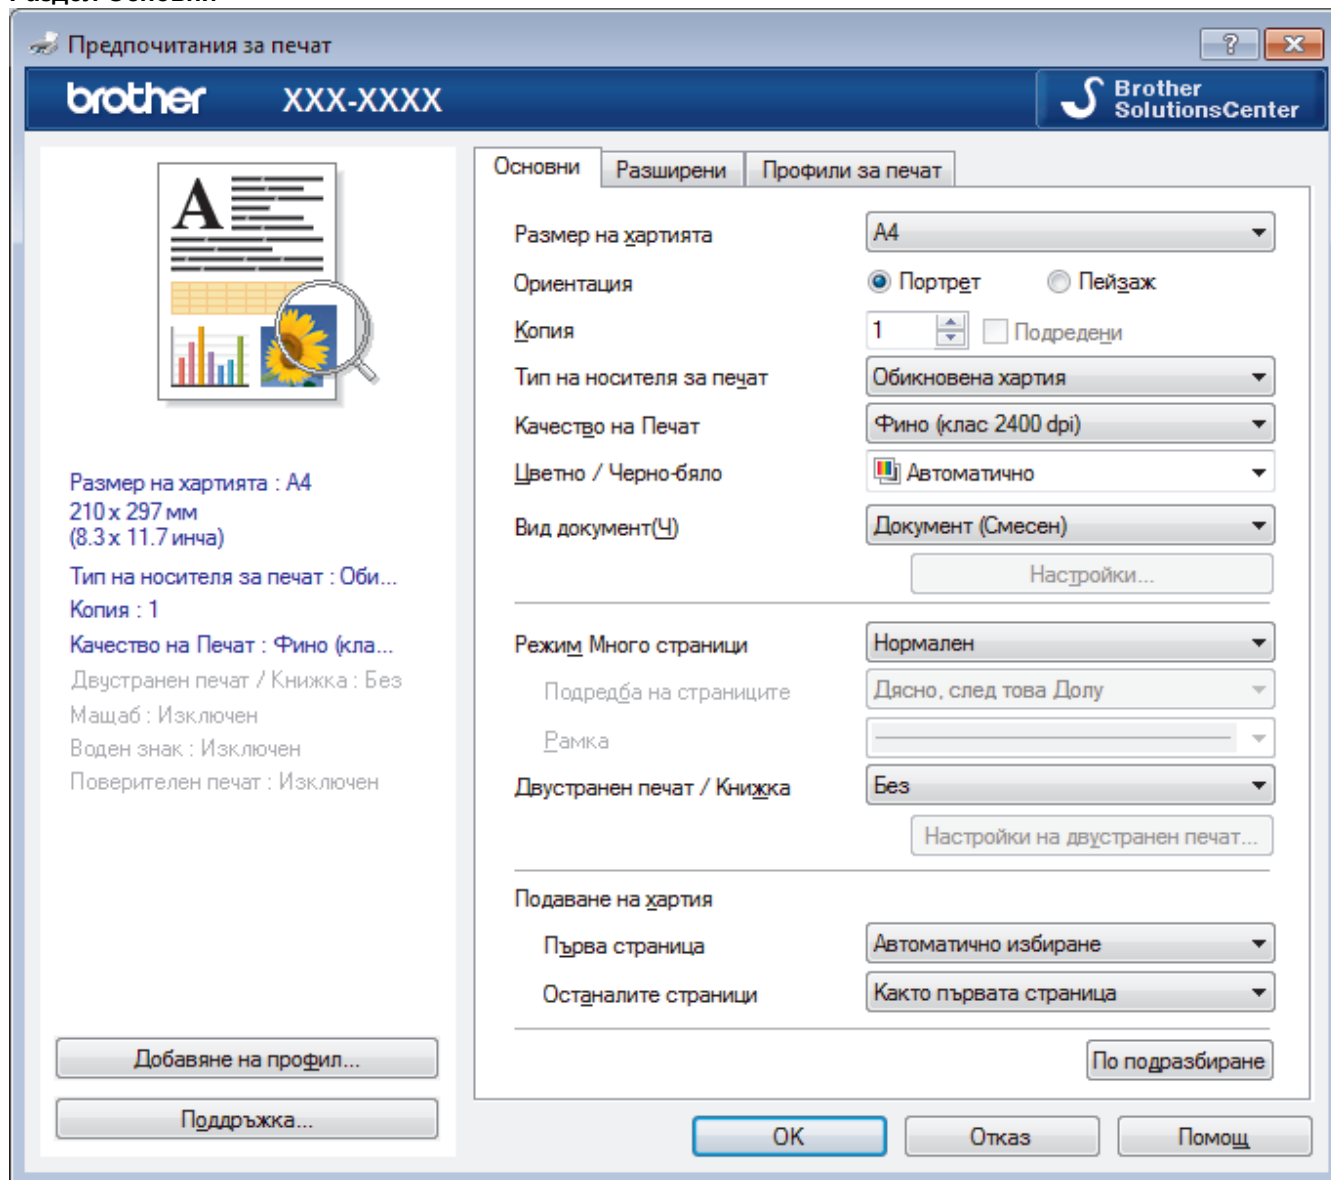 Предпочитания за печат
brother XXX-XXXX
Brother
SolutionsCenter
A
Размер на хартията : A4
210 x 297 мм
(8.3 x 11.7 инча)
Тип на носителя за печат : Оби...
Копия : 1
Качество на Печат : Фино (кла...
Двустранен печат / Книжка : Без
Мащаб : Изключен
Воден знак : Изключен
Поверителен печат : Изключен
Добавяне на профил...
Поддръжка...
Основни Разширени Профили за печат
Размер на хартията A4
Ориентация Портрет Пейзаж
Копия 1 Подредени
Тип на носителя за печат Обикновена хартия
Качество на Печат Фино (клас 2400 dpi)
Цветно / Черно-бяло Автоматично
Вид документ(Ч) Документ (Смесен)
Настройки...
Режим Много страници Нормален
Подредба на страниците Дясно, след това Долу
Рамка
Двустранен печат / Книжка Без
Настройки на двустранен печат...
Подаване на хартия
Първа страница Автоматично избиране
Останалите страници Както първата страница
По подразбиране
OK Отказ Помощ